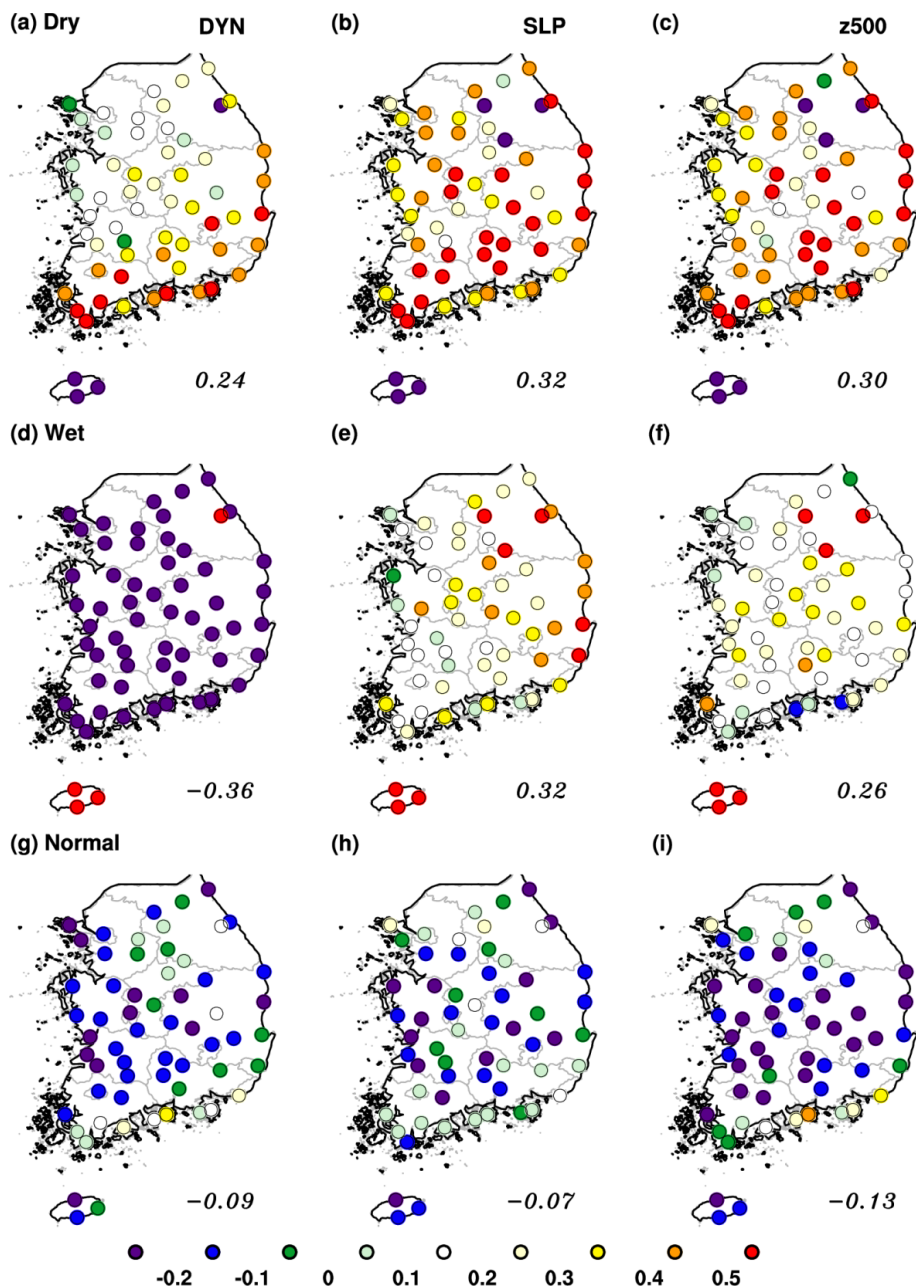 (a) Dry DYN (b) SLP (c) z500
0.24 0.32 0.30
(d) Wet (e) (f)
−0.36 0.32 0.26
(g) Normal (h) (i)
−0.09 −0.07 −0.13
-0.2 -0.1 0 0.1 0.2 0.3 0.4 0.5